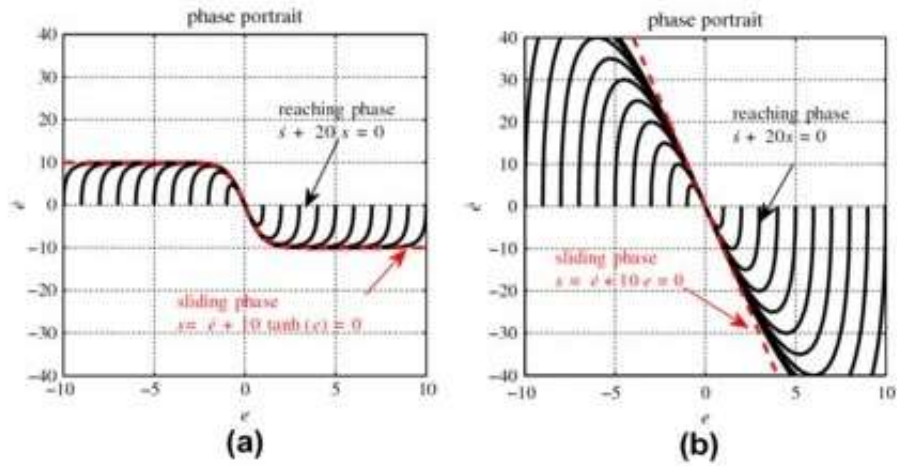 phase portrait
40
30
20
10
0
−10
−20
−30
−40
−10
−5
0
5
10
ė
e
reaching phase
ṡ + 20 s = 0
sliding phase
s = ė + 10 tanh (e) = 0
(a)
phase portrait
40
30
20
10
0
−10
−20
−30
−40
−10
−5
0
5
10
ė
e
reaching phase
ṡ + 20s = 0
sliding phase
s = ė + 10 e = 0
(b)